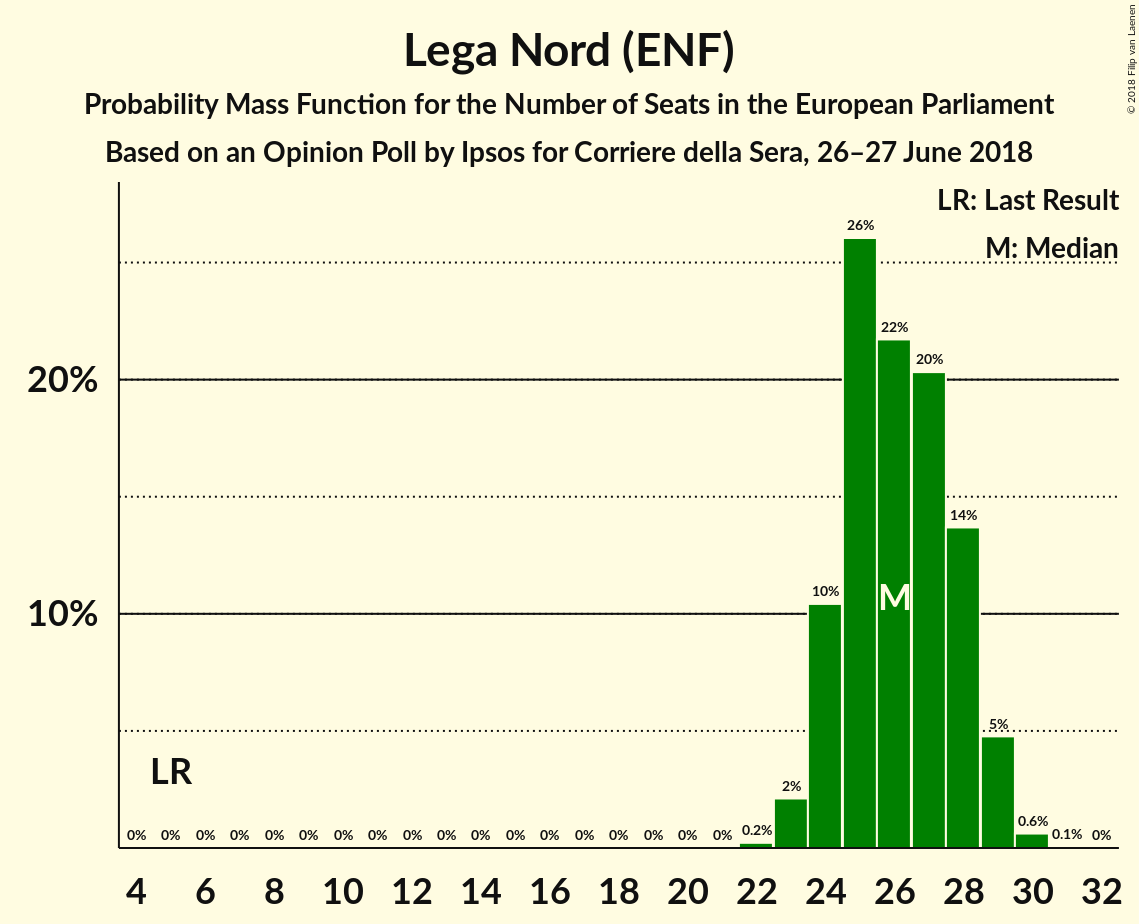 Lega Nord (ENF)
Probability Mass Function for the Number of Seats in the European Parliament
Based on an Opinion Poll by Ipsos for Corriere della Sera, 26–27 June 2018
© 2018 Filip van Laenen
LR: Last Result
M: Median
26%
22%
20%
20%
14%
10%
10%
M
5%
LR
2%
0% 0% 0% 0% 0% 0% 0% 0% 0% 0% 0% 0% 0% 0% 0% 0% 0% 0% 0.2% 0.6% 0.1% 0%
4 6 8 10 12 14 16 18 20 22 24 26 28 30 32